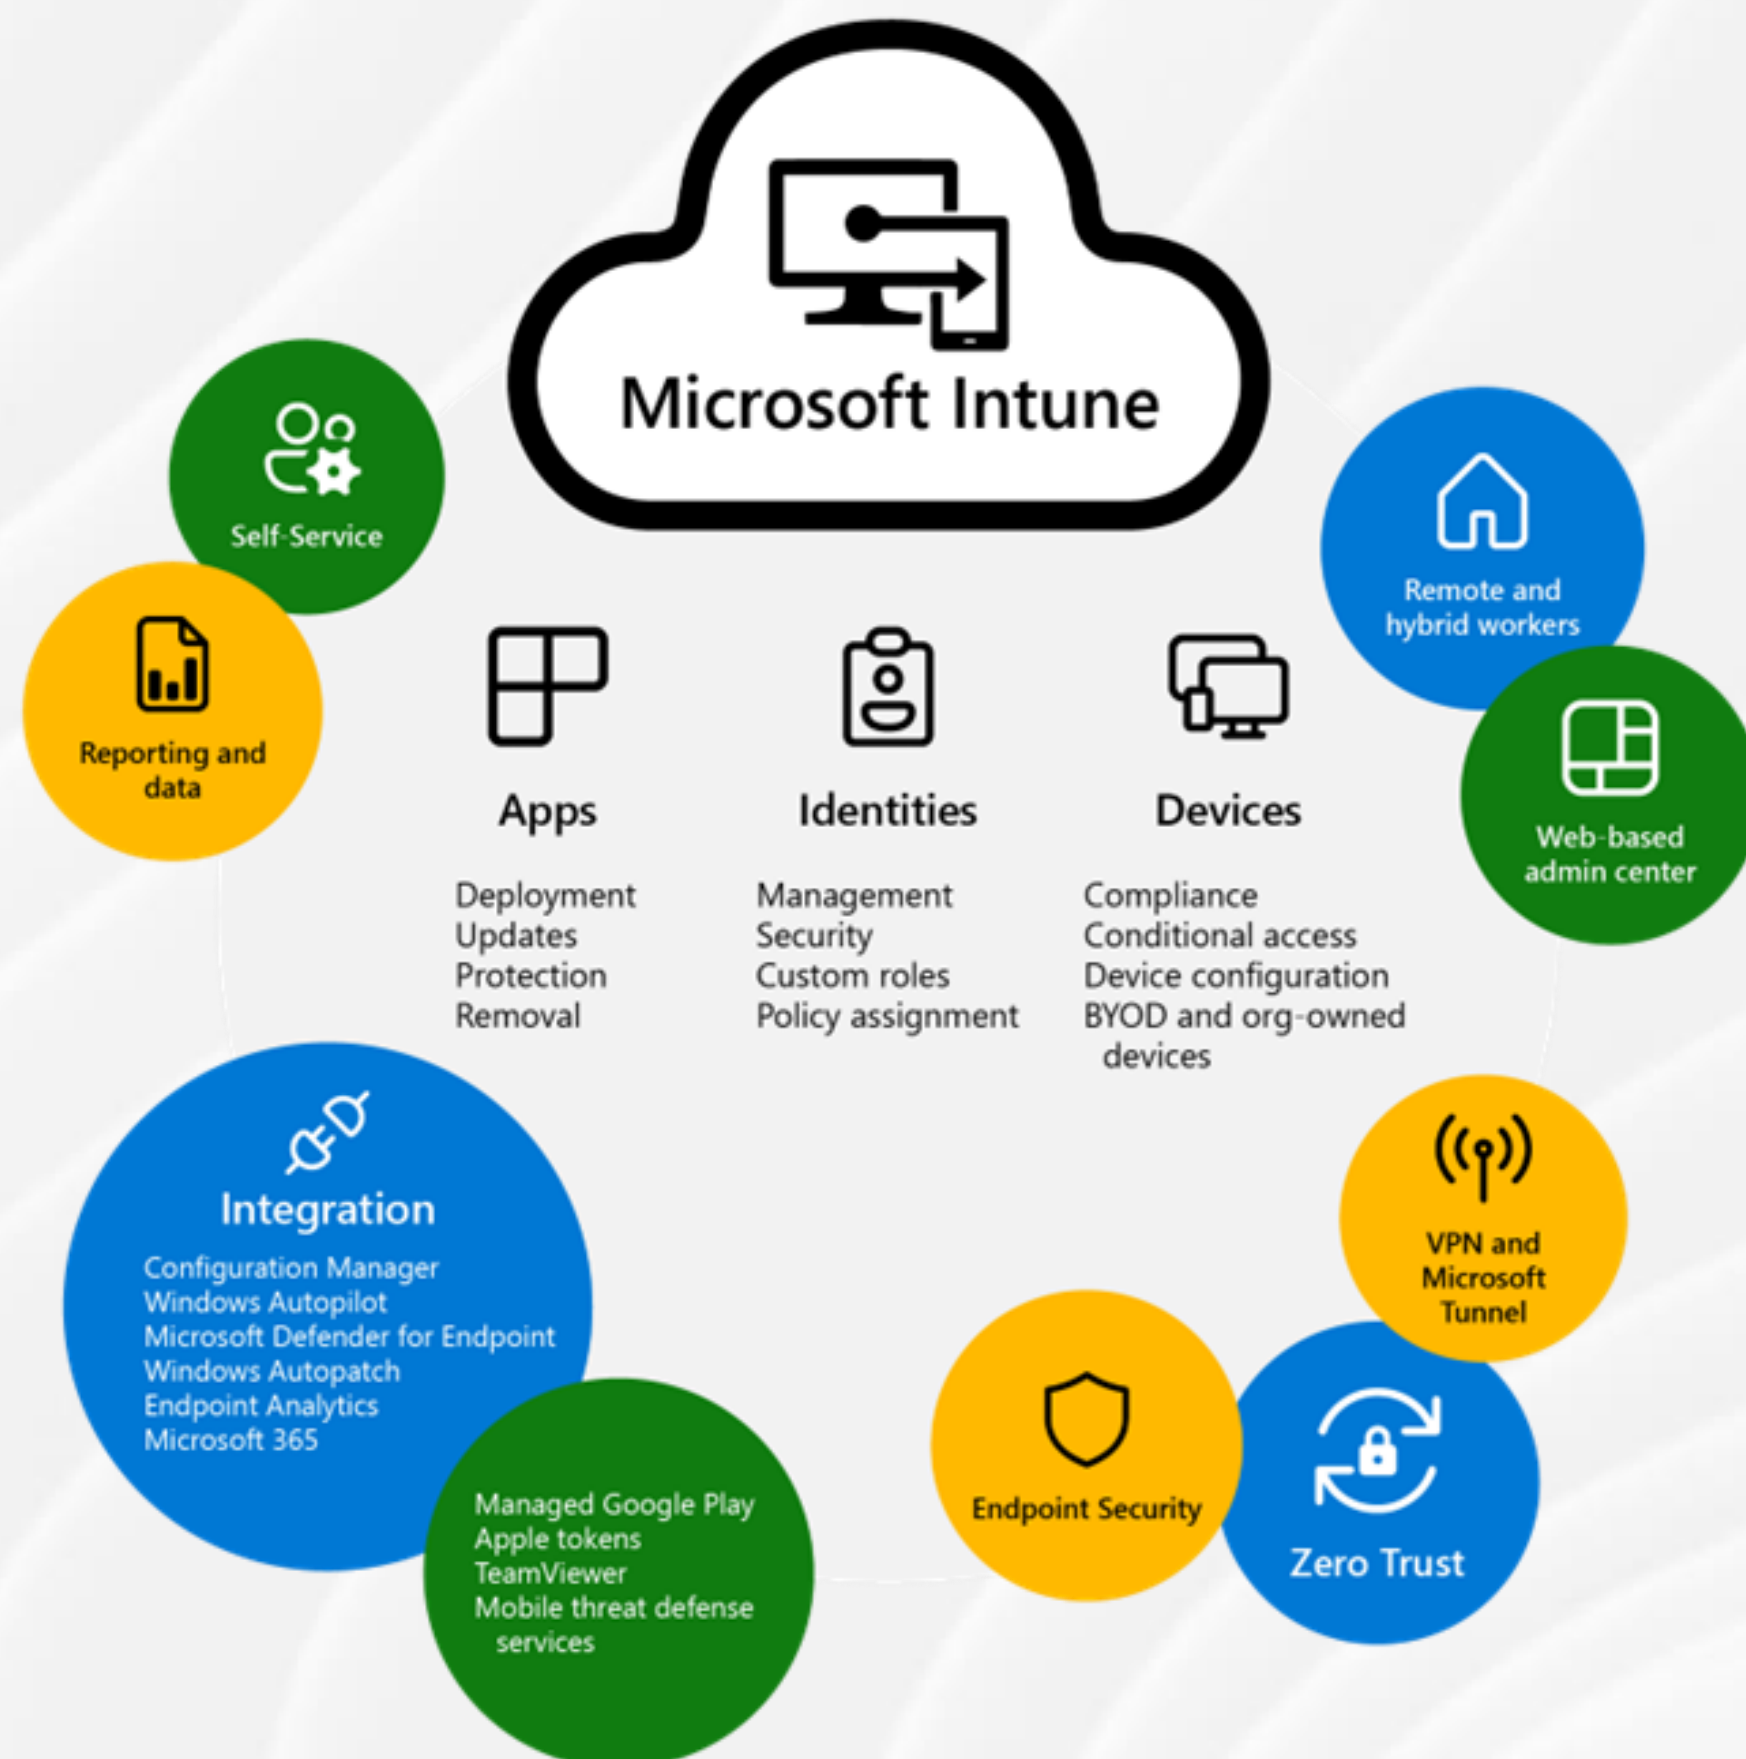 Microsoft Intune
Self-Service
Reporting and
data
Remote and
hybrid workers
Web-based
admin center
Apps
Deployment
Updates
Protection
Removal
Identities
Management
Security
Custom roles
Policy assignment
Devices
Compliance
Conditional access
Device configuration
BYOD and org-owned
devices
Integration
Configuration Manager
Windows Autopilot
Microsoft Defender for Endpoint
Windows Autopatch
Endpoint Analytics
Microsoft 365
Managed Google Play
Apple tokens
TeamViewer
Mobile threat defense
services
Endpoint Security
VPN and
Microsoft
Tunnel
Zero Trust